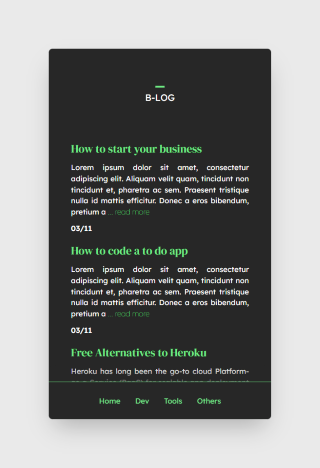 B-LOG
How to start your business
Lorem ipsum dolor sit amet, consectetur
adipiscing elit. Aliquam velit quam, tincidunt non
tincidunt et, pharetra ac sem. Praesent tristique
nulla id mattis efficitur. Donec a eros bibendum,
pretium a ... read more
03/11
How to code a to do app
Lorem ipsum dolor sit amet, consectetur
adipiscing elit. Aliquam velit quam, tincidunt non
tincidunt et, pharetra ac sem. Praesent tristique
nulla id mattis efficitur. Donec a eros bibendum,
pretium a ... read more
03/11
Free Alternatives to Heroku
Heroku has long been the go-to cloud Platform-
Home Dev Tools Others